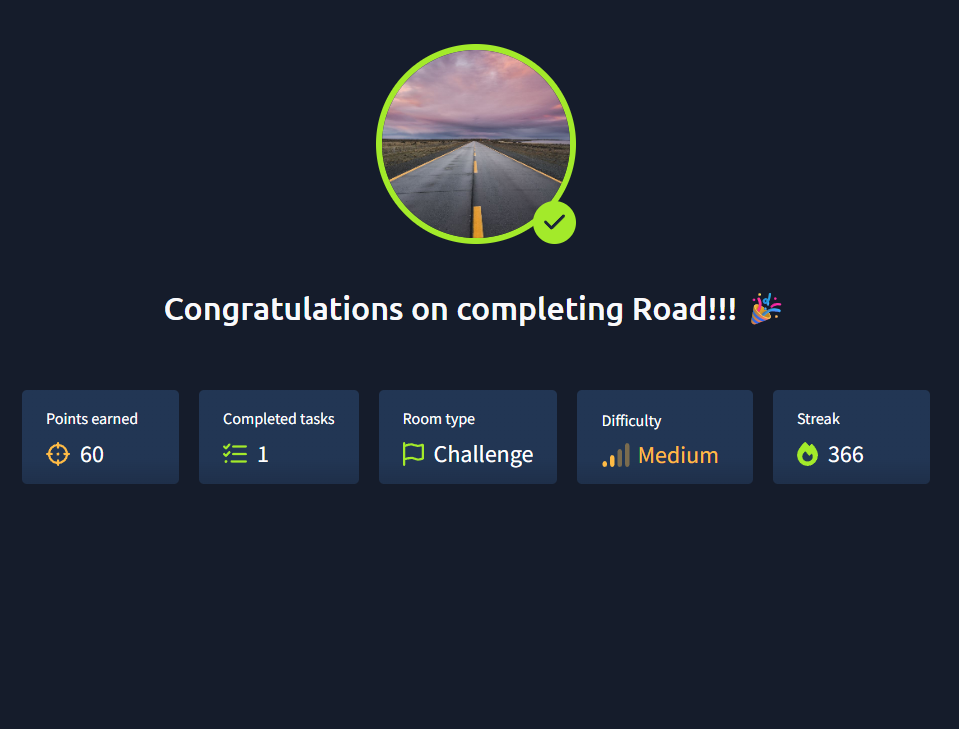 Congratulations on completing Road!!! 🎉
Points earned
60
Completed tasks
1
Room type
Challenge
Difficulty
Medium
Streak
366